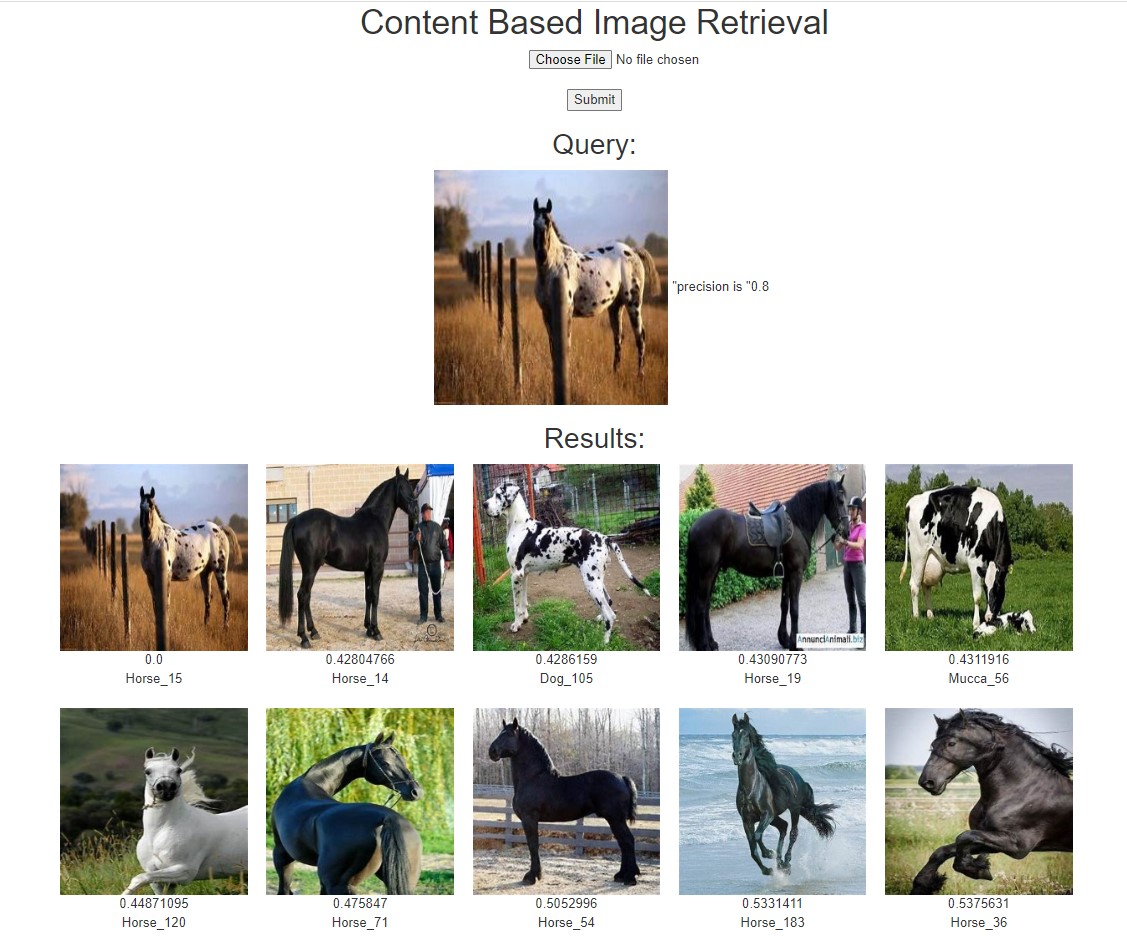 Content Based Image Retrieval
Choose File No file chosen
Submit
Query:
"precision is "0.8
Results:
AnnunciAnimali.biz
0.0
0.42804766
0.4286159
0.43090773
0.4311916
Horse_15
Horse_14
Dog_105
Horse_19
Mucca_56
0.44871095
0.475847
0.5052996
0.5331411
0.5375631
Horse_120
Horse_71
Horse_54
Horse_183
Horse_36